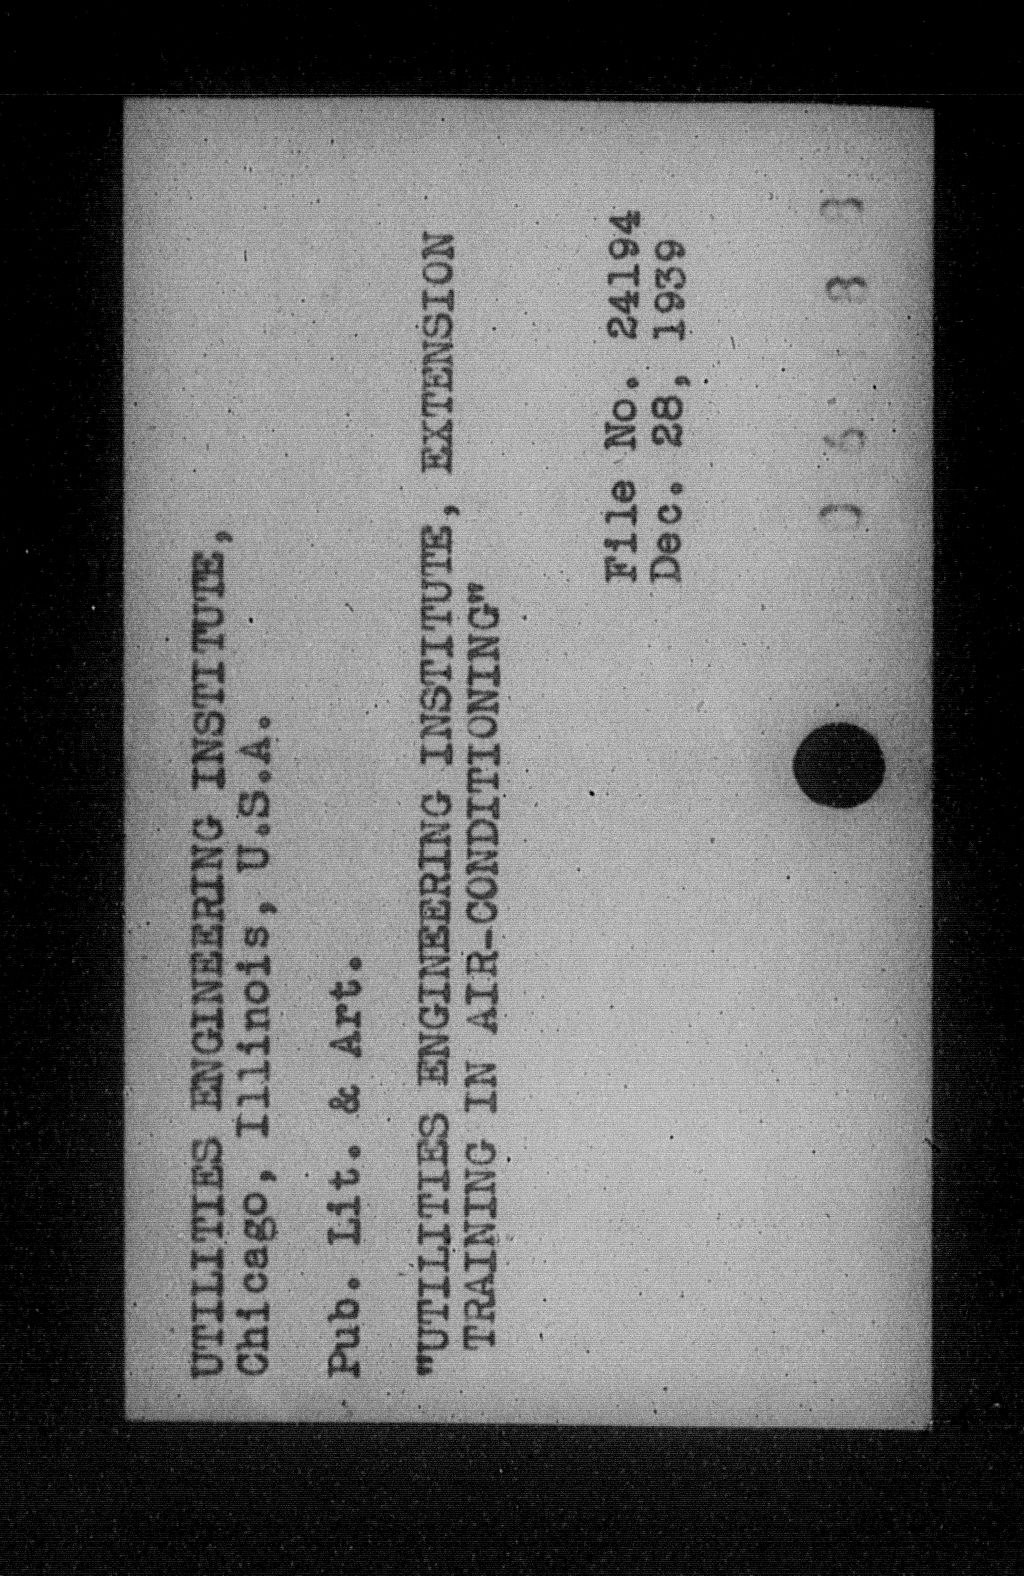 UTILITIES ENGINEERING INSTITUTE,
Chicago, Illinois, U.S.A.
Pub. Lit. & Art.
"UTILITIES ENGINEERING INSTITUTE, EXTENSION
TRAINING IN AIR-CONDITIONING"
File No. 24194
Dec. 28, 1939